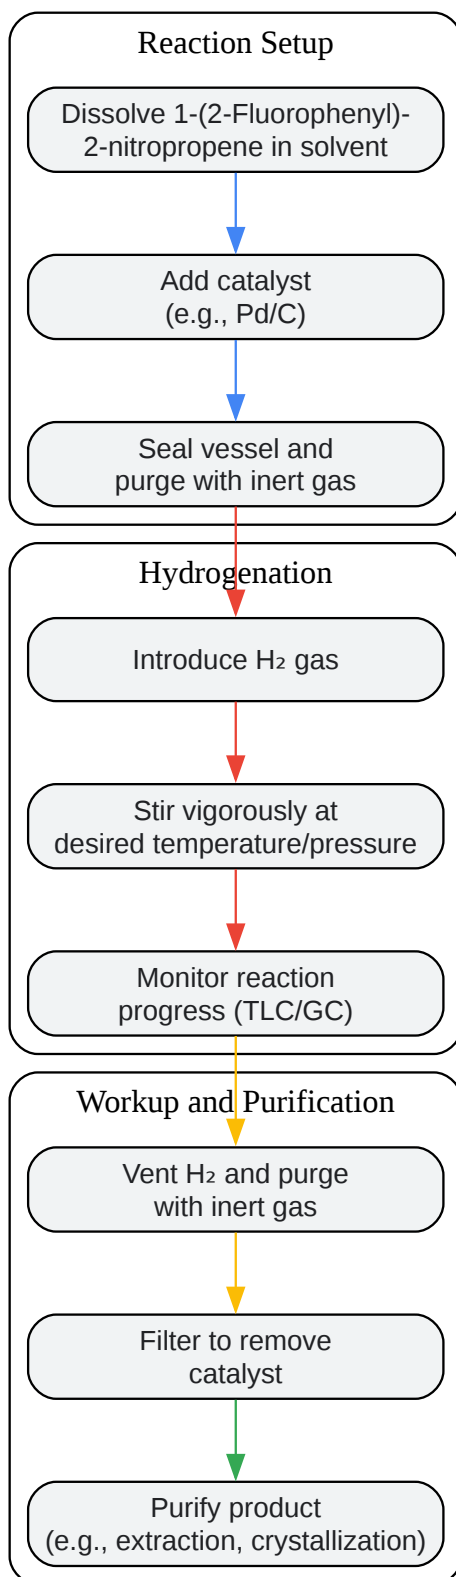 Reaction Setup
Dissolve 1-(2-Fluorophenyl)-
2-nitropropene in solvent
Add catalyst
(e.g., Pd/C)
Seal vessel and
purge with inert gas
Hydrogenation
Introduce H₂ gas
Stir vigorously at
desired temperature/pressure
Monitor reaction
progress (TLC/GC)
Workup and Purification
Vent H₂ and purge
with inert gas
Filter to remove
catalyst
Purify product
(e.g., extraction, crystallization)